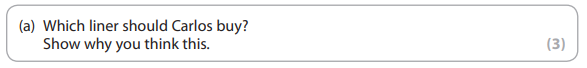 (a) Which liner should Carlos buy?
Show why you think this.
(3)